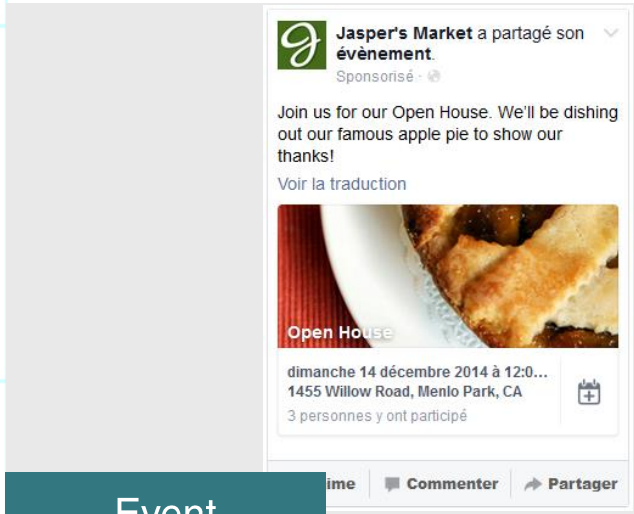 Jasper's Market a partagé son
évènement.
Sponsorisé ·
Join us for our Open House. We'll be dishing
out our famous apple pie to show our
thanks!
Voir la traduction
Open House
dimanche 14 décembre 2014 à 12:0...
1455 Willow Road, Menlo Park, CA
3 personnes y ont participé
ime Commenter Partager
Event